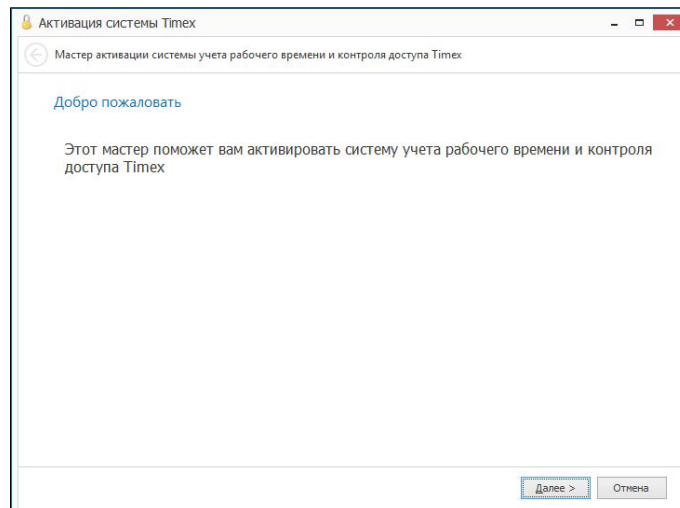 Активация системы Timex
Мастер активации системы учета рабочего времени и контроля доступа Timex
Добро пожаловать
Этот мастер поможет вам активировать систему учета рабочего времени и контроля
доступа Timex
Далее >
Отмена